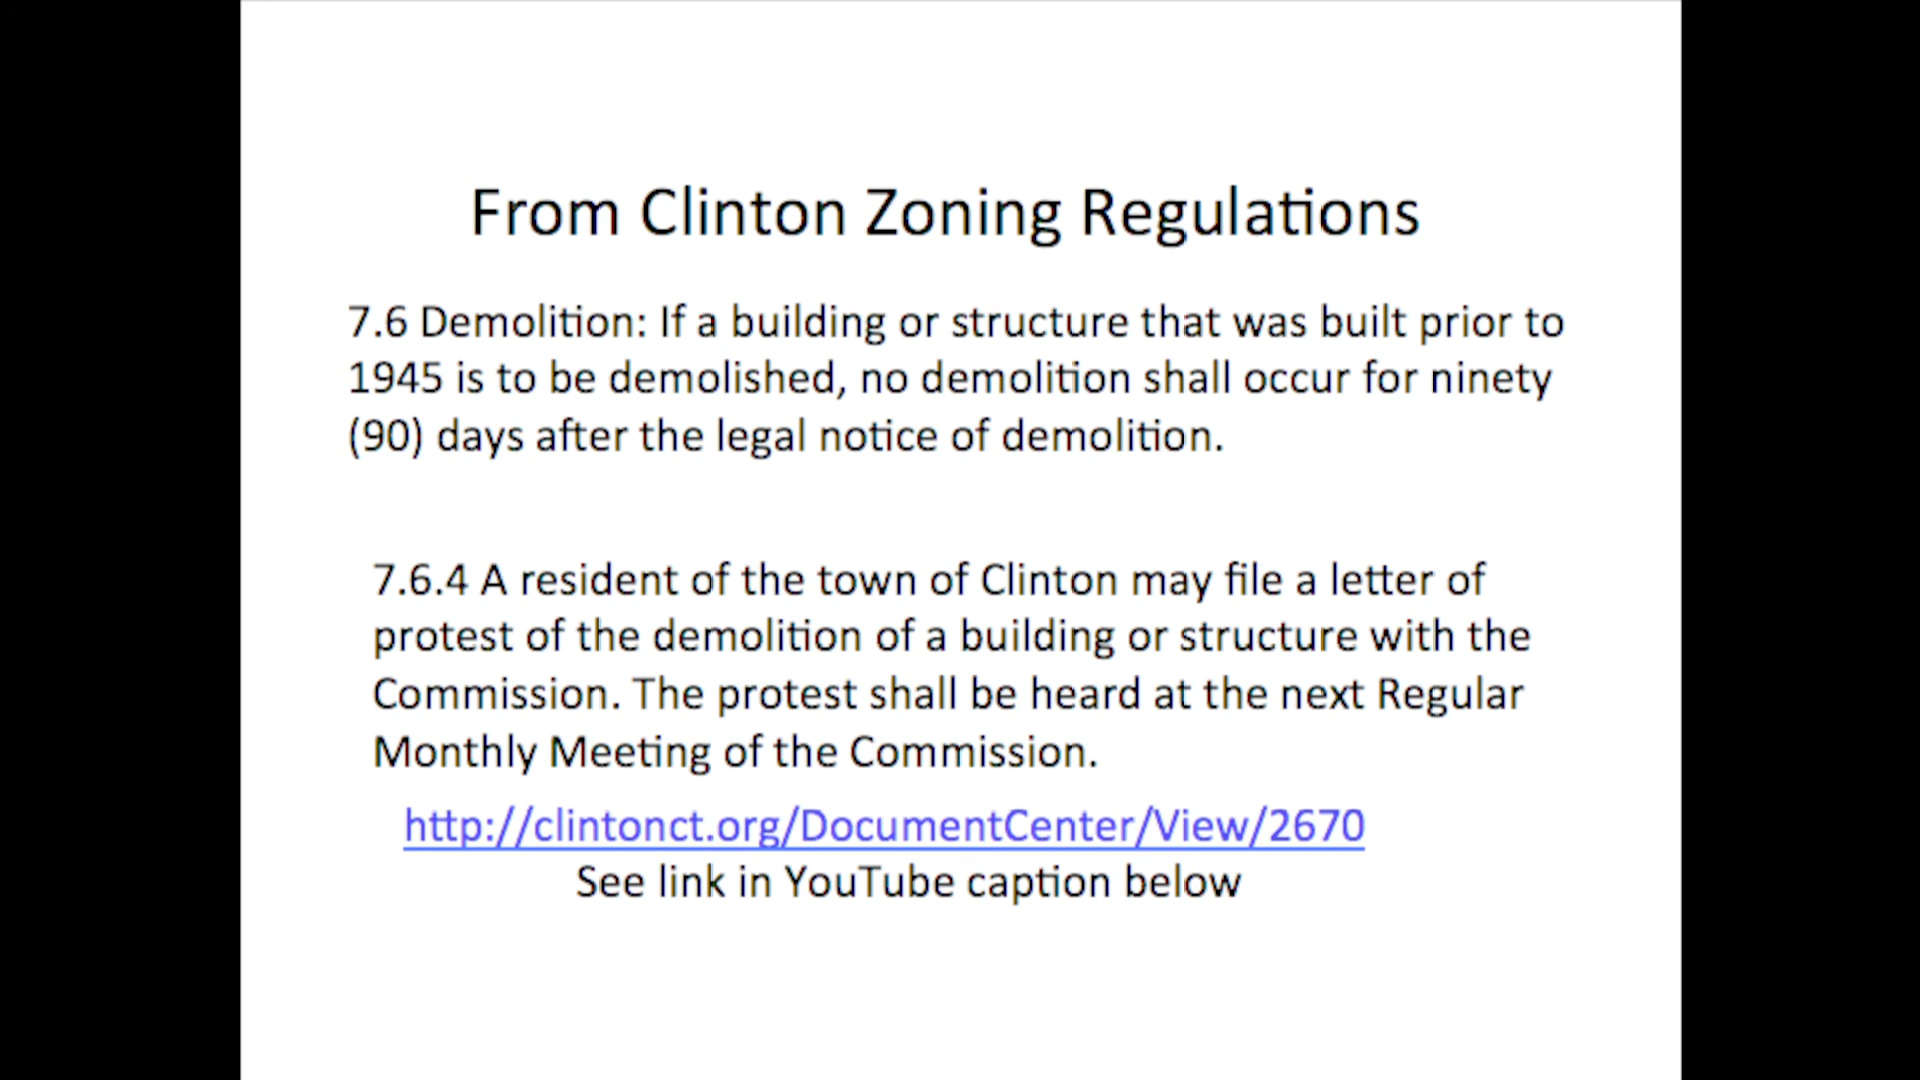 From Clinton Zoning Regulations
7.6 Demolition: If a building or structure that was built prior to
1945 is to be demolished, no demolition shall occur for ninety
(90) days after the legal notice of demolition.
7.6.4 A resident of the town of Clinton may file a letter of
protest of the demolition of a building or structure with the
Commission. The protest shall be heard at the next Regular
Monthly Meeting of the Commission.
http://clintonct.org/DocumentCenter/View/2670
See link in YouTube caption below